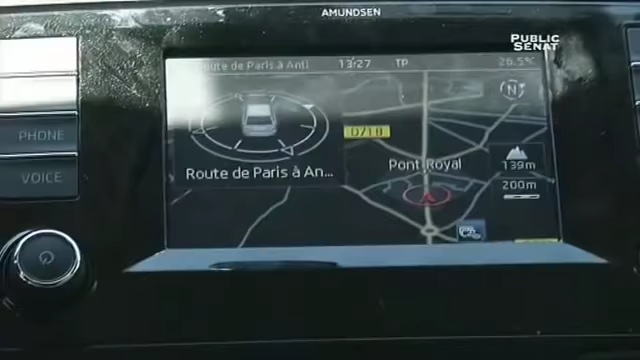 AMUNDSEN
PUBLIC
SENAT
Route de Paris à Anti 13:27 TP 26.5°C
N
D/910
PHONE
Route de Paris à An...
Pont Royal
139m
VOICE
200m